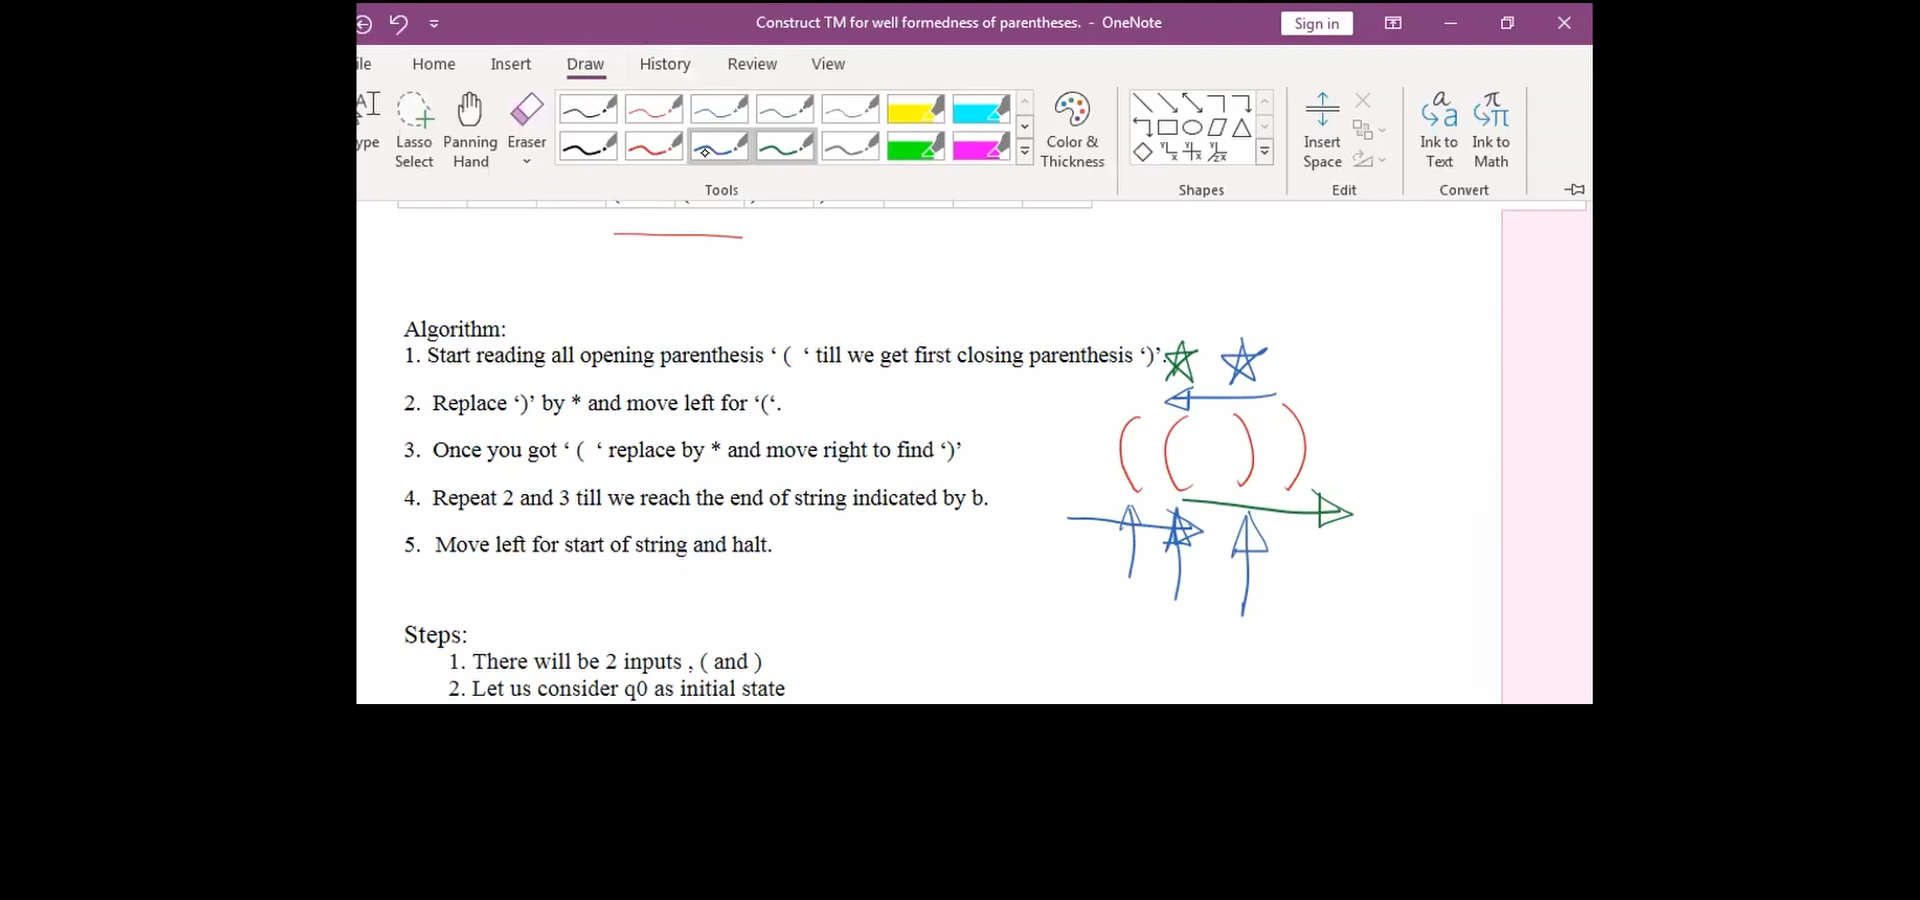 Construct TM for well formedness of parentheses. - OneNote
Sign in
ile Home Insert Draw History View
ype
Lasso Select
Panning Hand
Eraser
Color & Thickness
Insert Space
Ink to Text
Ink to Math
Tools Shapes Edit Convert
Algorithm:
1. Start reading all opening parenthesis ‘ (  ‘ till we get first closing parenthesis ‘)’.
2.  Replace ‘)’ by * and move left for ‘(‘.
3.  Once you got ‘ (  ‘ replace by * and move right to find ‘)’
4.  Repeat 2 and 3 till we reach the end of string indicated by b.
5.  Move left for start of string and halt.
( ( ) )
Steps:
1. There will be 2 inputs , ( and )
2. Let us consider q0 as initial state